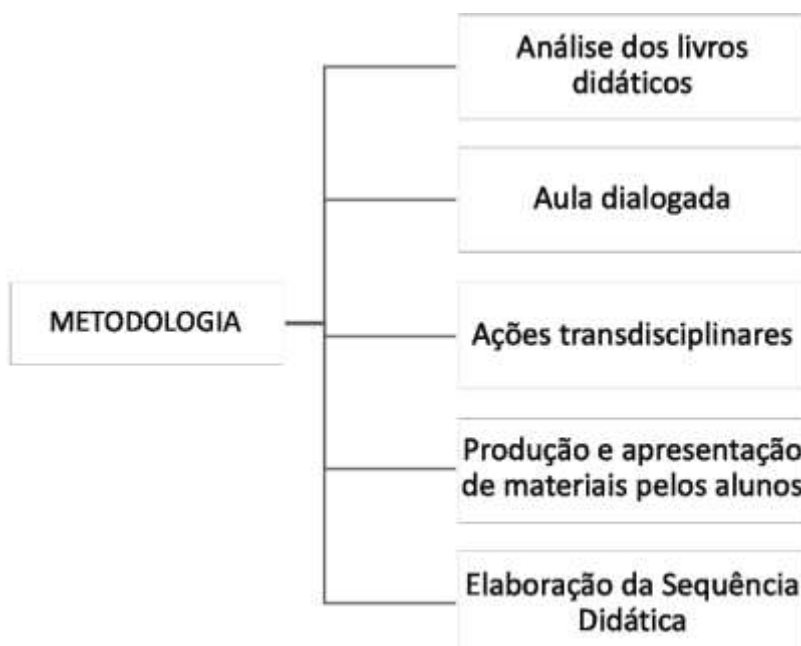 Análise dos livros
didáticos
Aula dialogada
METODOLOGIA
Ações transdisciplinares
Produção e apresentação
de materiais pelos alunos
Elaboração da Sequência
Didática